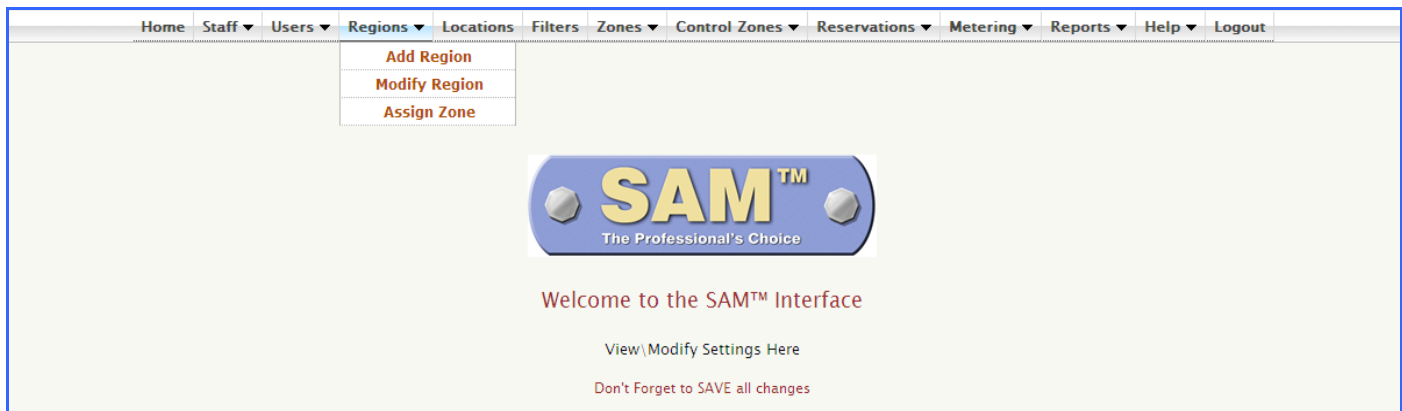 Home Staff Users Regions Locations Filters Zones Control Zones Reservations Metering Reports Help Logout
Add Region
Modify Region
Assign Zone
SAM™
The Professional's Choice
Welcome to the SAM™ Interface
View\Modify Settings Here
Don't Forget to SAVE all changes